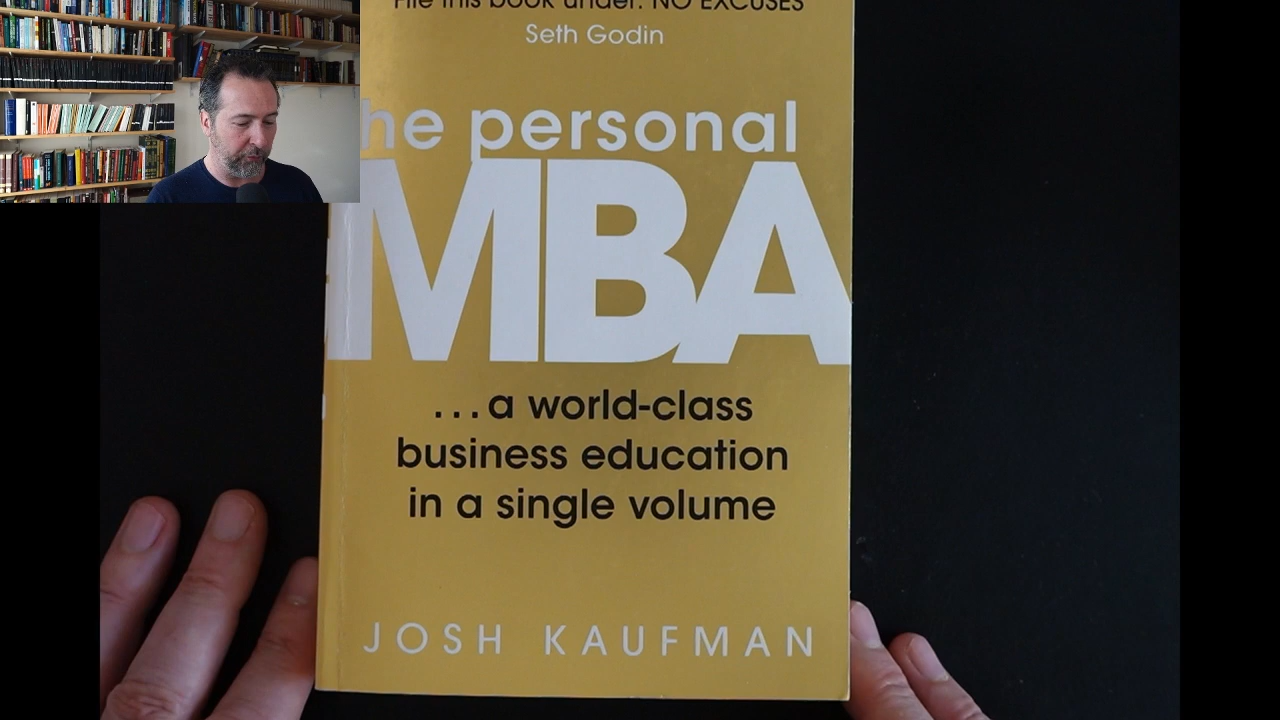 File this book under: NO EXCUSES
Seth Godin
he personal
MBA
...a world-class
business education
in a single volume
JOSH KAUFMAN